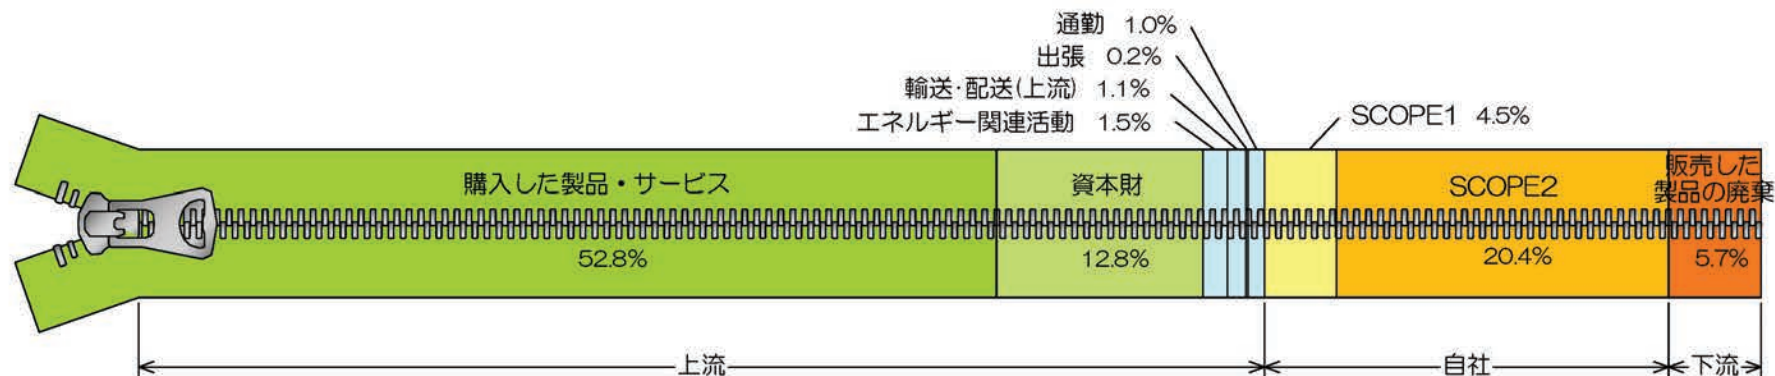 通勤 1.0%
出張 0.2%
輸送・配送(上流) 1.1%
エネルギー関連活動 1.5%
SCOPE1 4.5%
購入した製品・サービス
52.8%
資本財
12.8%
SCOPE2
20.4%
販売した
製品の廃棄
5.7%
上流
自社
下流